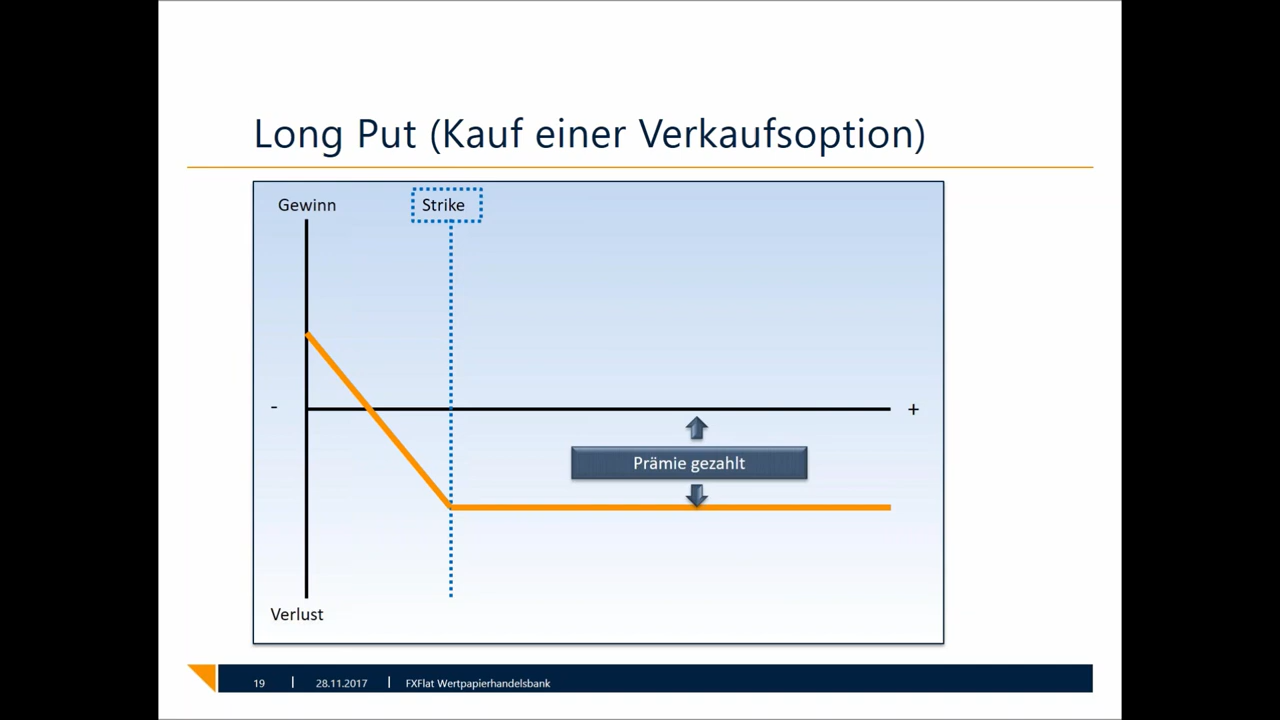 Long Put (Kauf einer Verkaufsoption)
Gewinn
Strike
-
+
Prämie gezahlt
Verlust
19 | 28.11.2017 | FXFlat Wertpapierhandelsbank